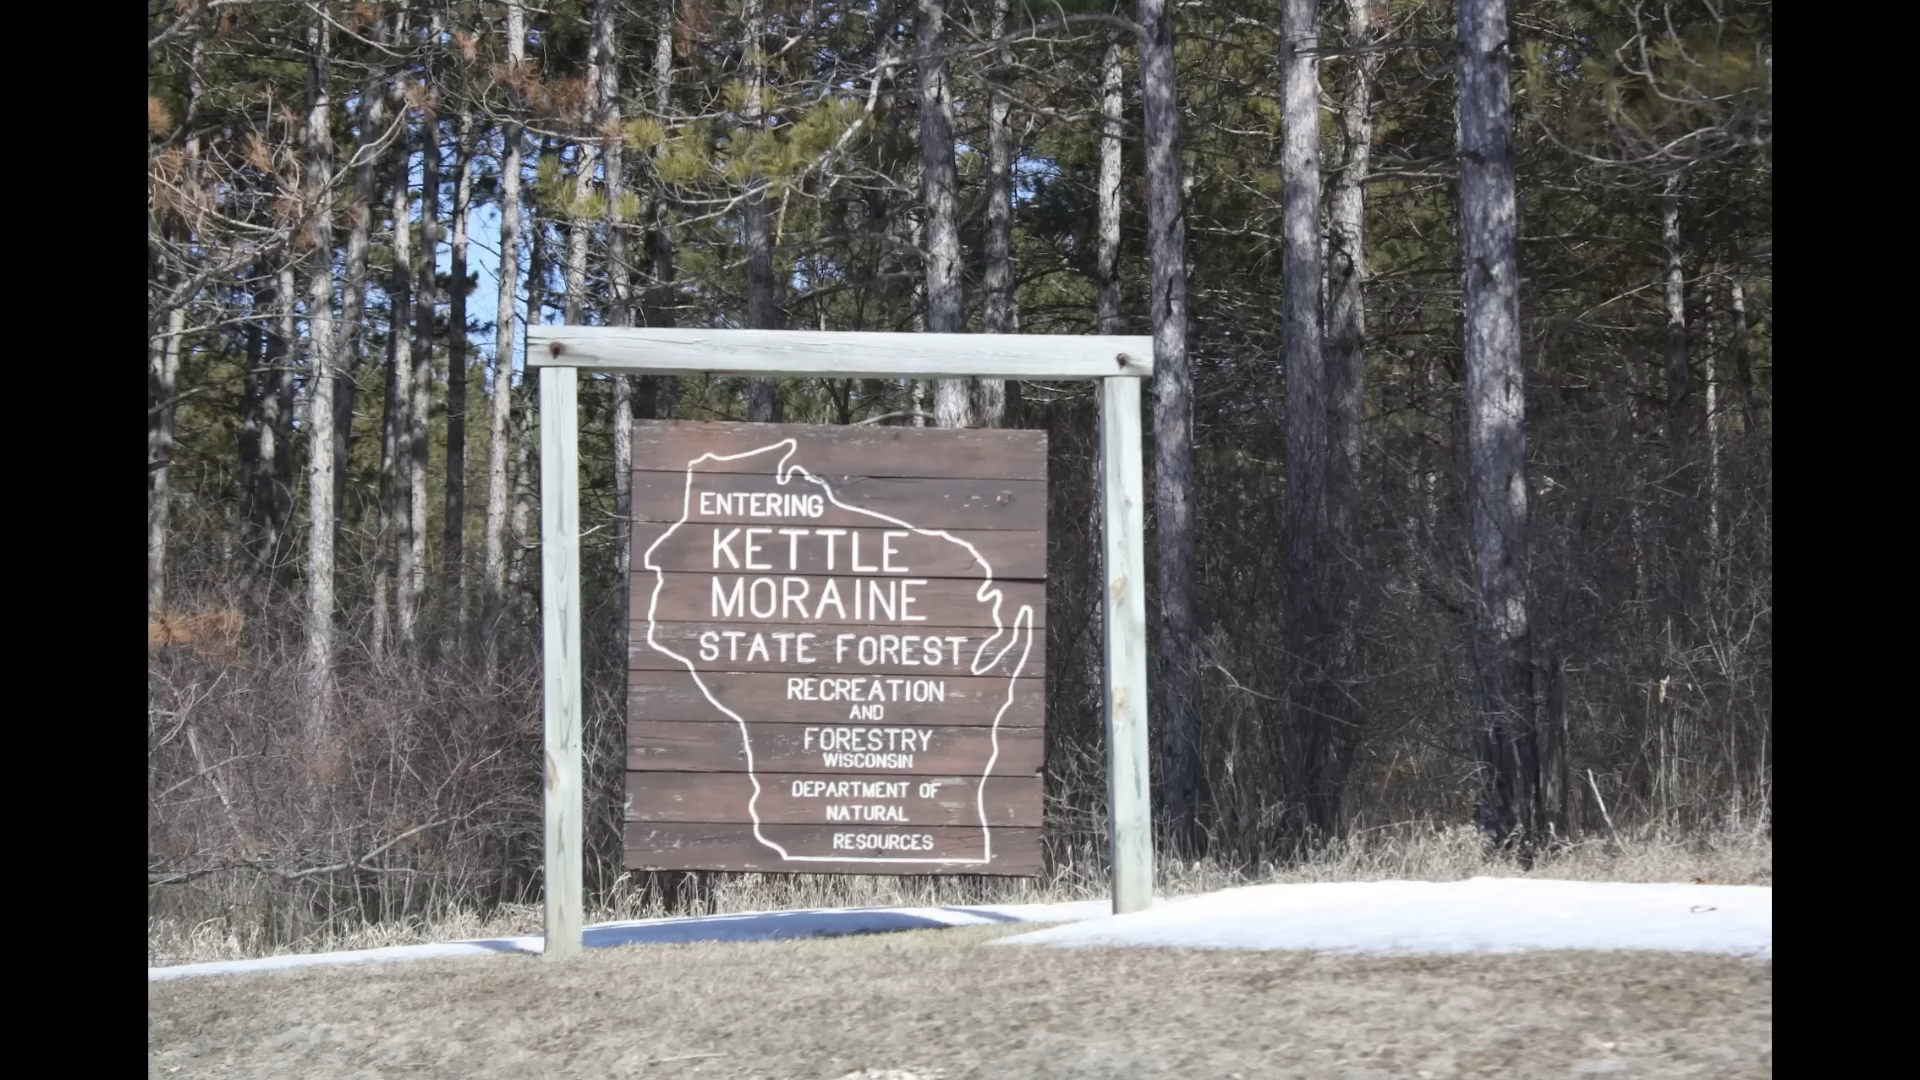 ENTERING
KETTLE
MORAINE
STATE FOREST
RECREATION
AND
FORESTRY
WISCONSIN
DEPARTMENT OF
NATURAL
RESOURCES